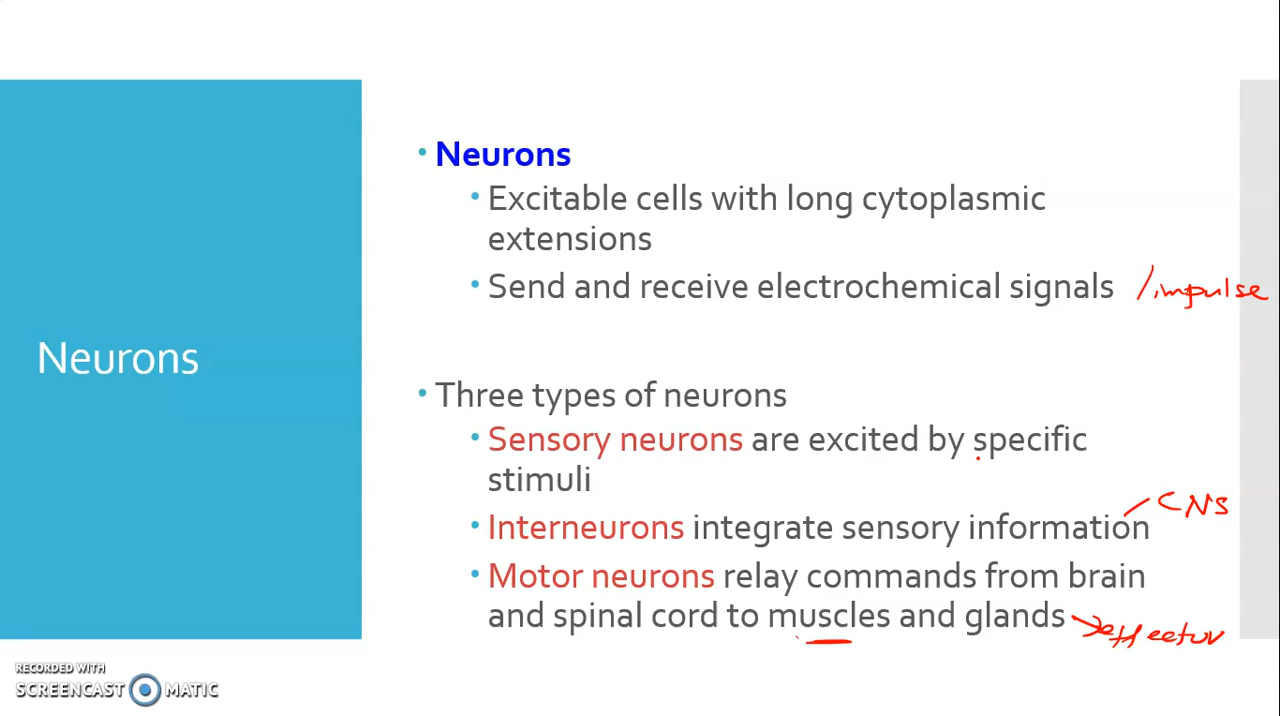 Neurons
• Neurons
• Excitable cells with long cytoplasmic
extensions
• Send and receive electrochemical signals /impulse
• Three types of neurons
• Sensory neurons are excited by specific
stimuli
CNS
• Interneurons integrate sensory information
• Motor neurons relay commands from brain
and spinal cord to muscles and glands
effector
RECORDED WITH
SCREENCAST MATIC